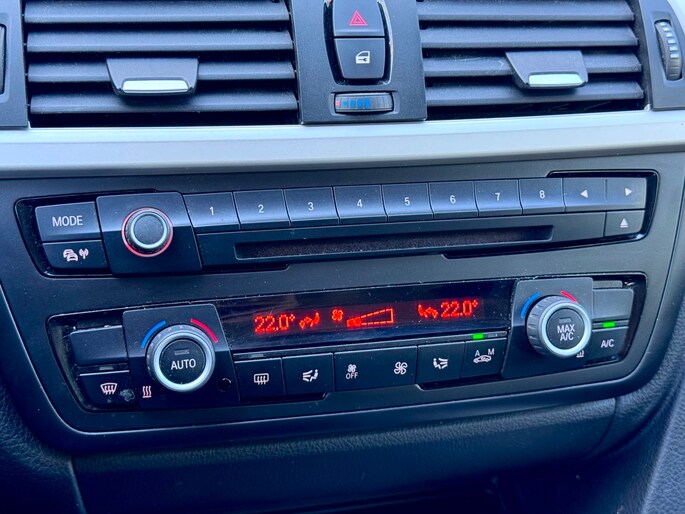 MODE
1 2 3 4 5 6 7 8
22.0° 22.0°
AUTO
OFF
A M
MAX
A/C
A/C